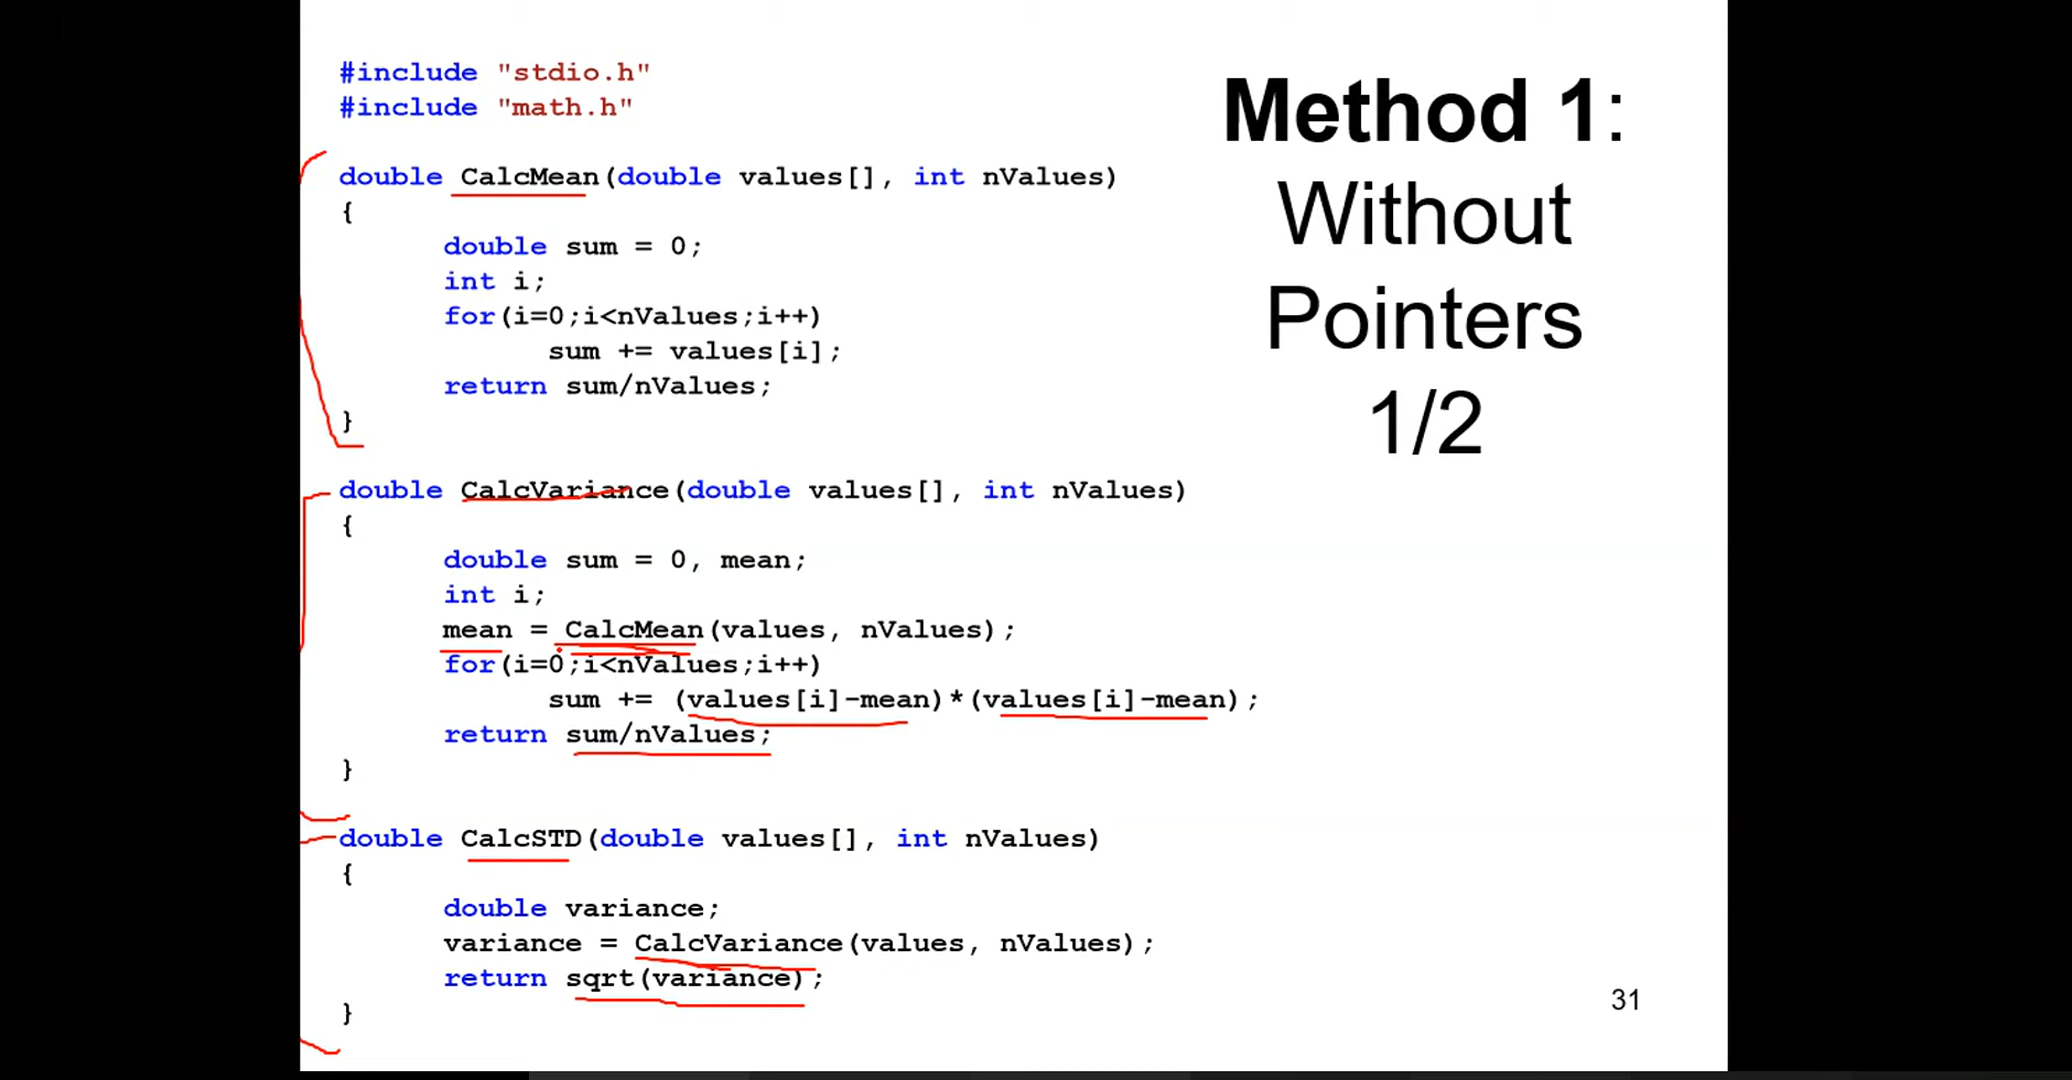 #include "stdio.h"
#include "math.h"
Method 1:
Without
Pointers
1/2
double CalcMean(double values[], int nValues)
{
double sum = 0;
int i;
for(i=0;i<nValues;i++)
sum += values[i];
return sum/nValues;
}
double CalcVariance(double values[], int nValues)
{
double sum = 0, mean;
int i;
mean = CalcMean(values, nValues);
for(i=0;i<nValues;i++)
sum += (values[i]-mean)*(values[i]-mean);
return sum/nValues;
}
double CalcSTD(double values[], int nValues)
{
double variance;
variance = CalcVariance(values, nValues);
return sqrt(variance);
}
31